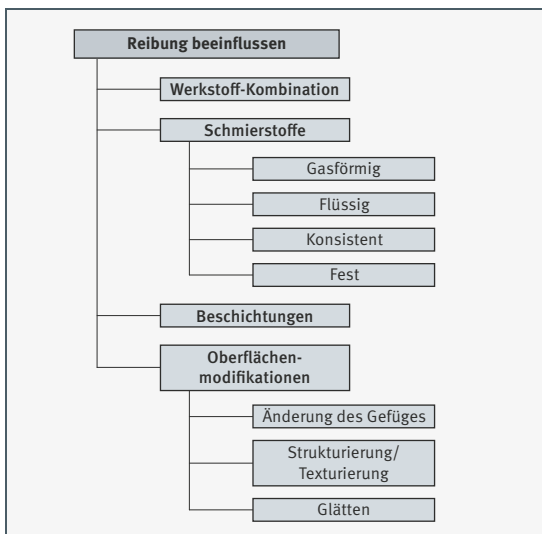 Reibung beeinflussen
Werkstoff-Kombination
Schmierstoffe
Gasförmig
Flüssig
Konsistent
Fest
Beschichtungen
Oberflächen-
modifikationen
Änderung des Gefüges
Strukturierung/
Texturierung
Glätten